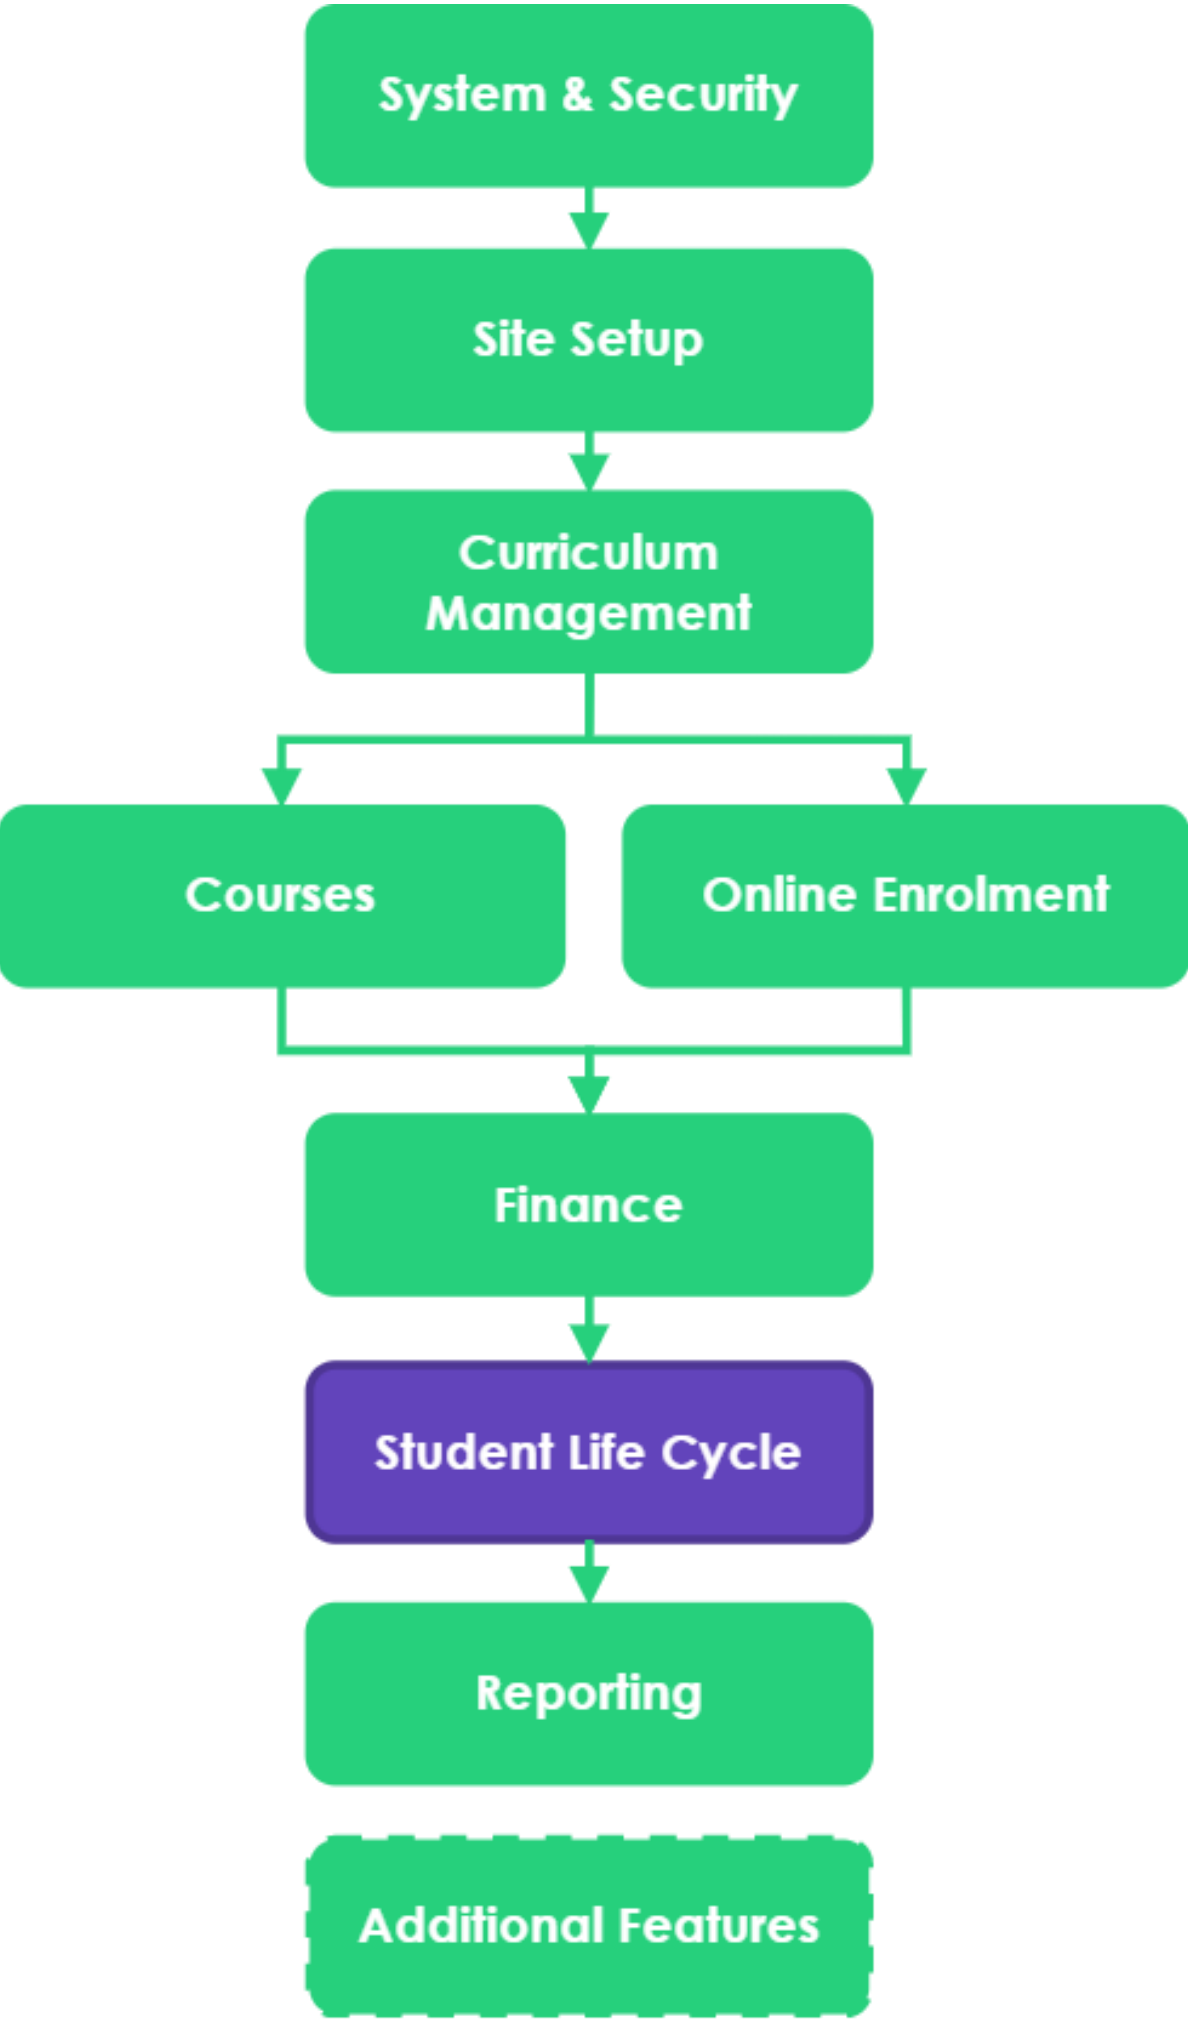 System & Security
Site Setup
Curriculum
Management
Courses
Online Enrolment
Finance
Student Life Cycle
Reporting
Additional Features